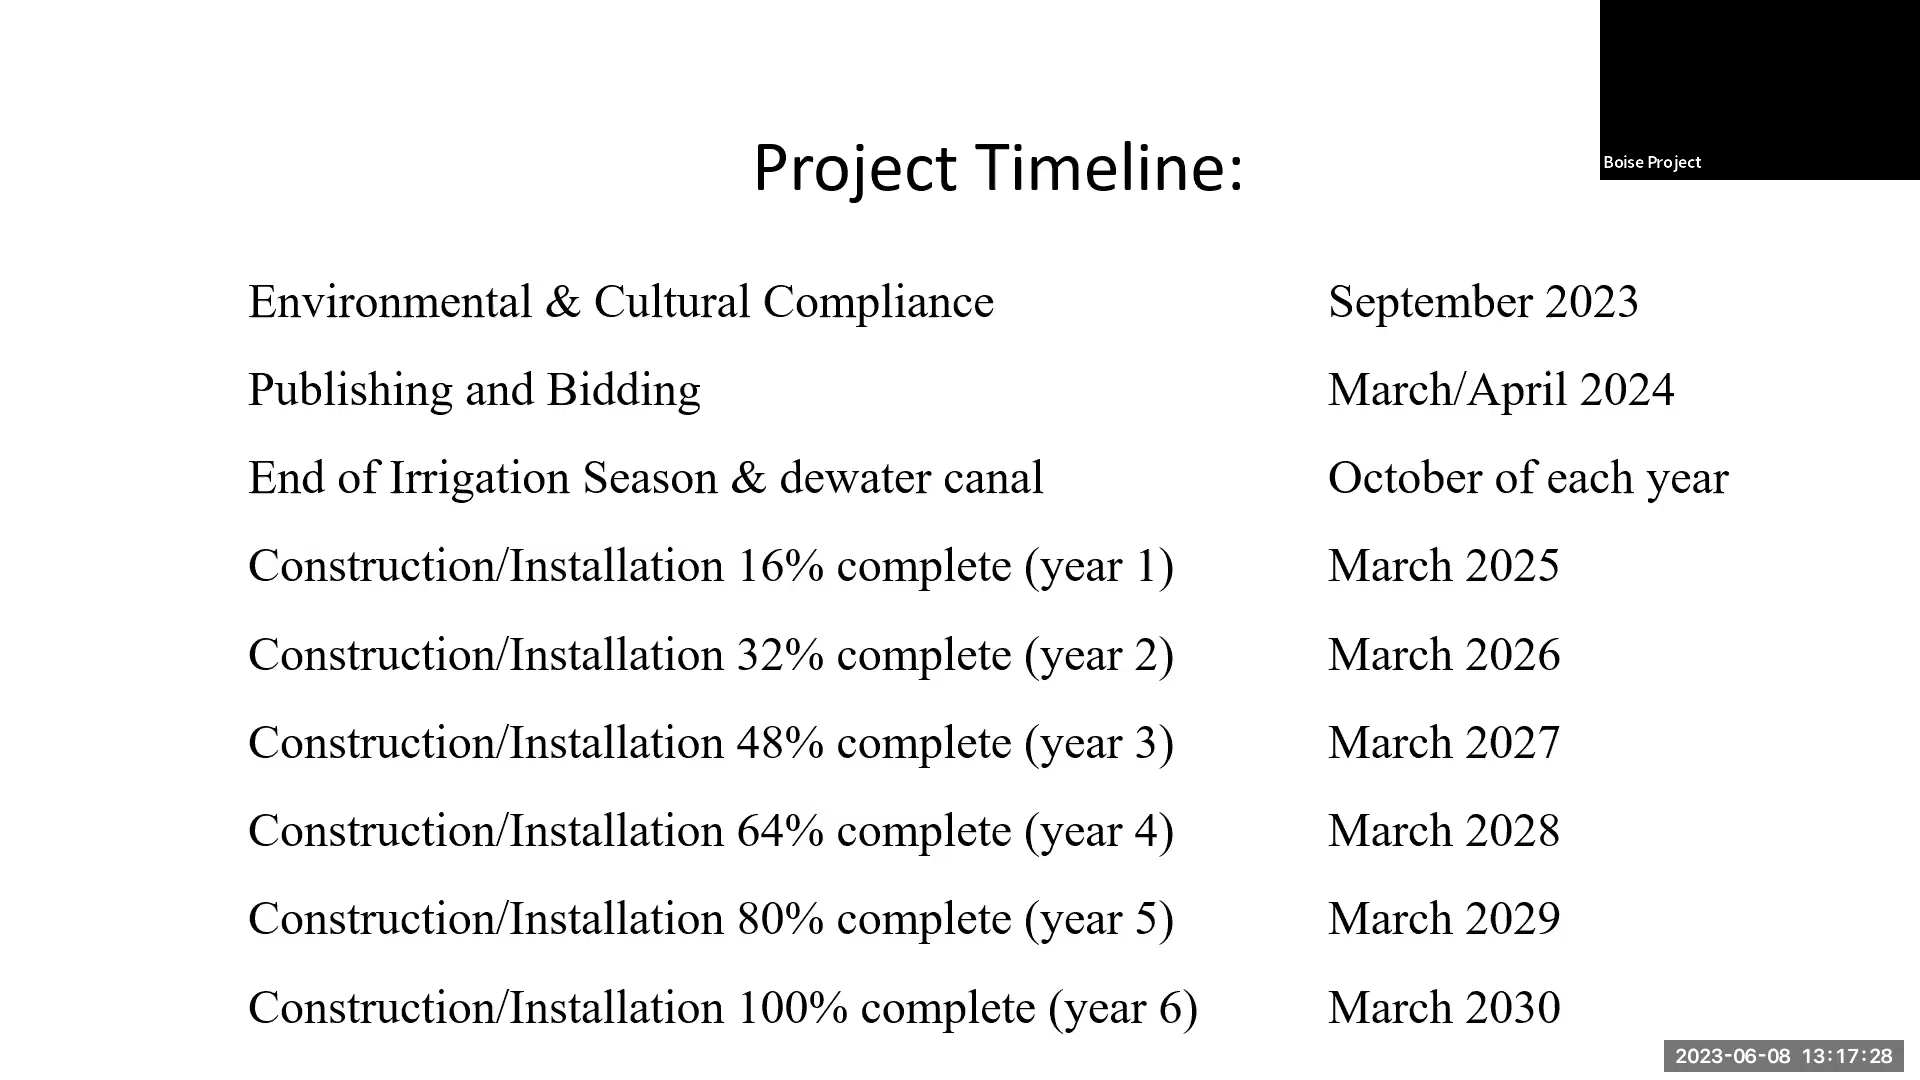 Boise Project
Project Timeline:
Environmental & Cultural Compliance September 2023
Publishing and Bidding March/April 2024
End of Irrigation Season & dewater canal October of each year
Construction/Installation 16% complete (year 1) March 2025
Construction/Installation 32% complete (year 2) March 2026
Construction/Installation 48% complete (year 3) March 2027
Construction/Installation 64% complete (year 4) March 2028
Construction/Installation 80% complete (year 5) March 2029
Construction/Installation 100% complete (year 6) March 2030
2023-06-08 13:17:28